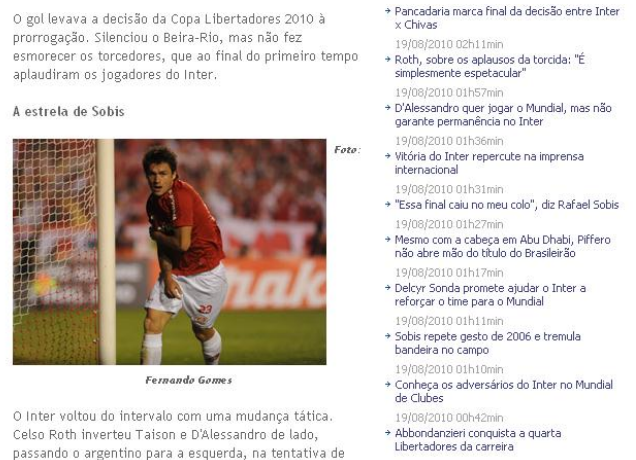 O gol levava a decisão da Copa Libertadores 2010 à
prorrogação. Silenciou o Beira-Rio, mas não fez
esmorecer os torcedores, que ao final do primeiro tempo
aplaudiram os jogadores do Inter.
A estrela de Sobis
Foto:
29
Fernando Gomes
O Inter voltou do intervalo com uma mudança tática.
Celso Roth inverteu Taison e D'Alessandro de lado,
passando o argentino para a esquerda, na tentativa de
Pancadaria marca final da decisão entre Inter
x Chivas
19/08/2010 02h11min
Roth, sobre os aplausos da torcida: "É
simplesmente espetacular"
19/08/2010 01h57min
D'Alessandro quer jogar o Mundial, mas não
garante permanência no Inter
19/08/2010 01h36min
Vitória do Inter repercute na imprensa
internacional
19/08/2010 01h31min
"Essa final caiu no meu colo", diz Rafael Sobis
19/08/2010 01h27min
Mesmo com a cabeça em Abu Dhabi, Piffero
não abre mão do título do Brasileirão
19/08/2010 01h17min
Delcyr Sonda promete ajudar o Inter a
reforçar o time para o Mundial
19/08/2010 01h11min
Sobis repete gesto de 2006 e tremula
bandeira no campo
19/08/2010 01h10min
Conheça os adversários do Inter no Mundial
de Clubes
19/08/2010 00h42min
Abbondanzieri conquista a quarta
Libertadores da carreira